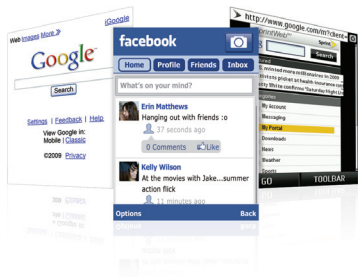 iGoogle
Web Images More »
Google
Search
Settings | Feedback | Help
View Google in:
Mobile | Classic
©2009 Privacy
facebook
Home
Profile
Friends
Inbox
What's on your mind?
Erin Matthews
Hanging out with friends :o
37 seconds ago
0 Comments
Like
Kelly Wilson
At the movies with Jake...summer
action flick
11 minutes ago
Options
Back
http://www.google.com/m?client=
Search
My Account
Messaging
My Portal
Downloads
News
Weather
Sports
GO
TOOLBAR